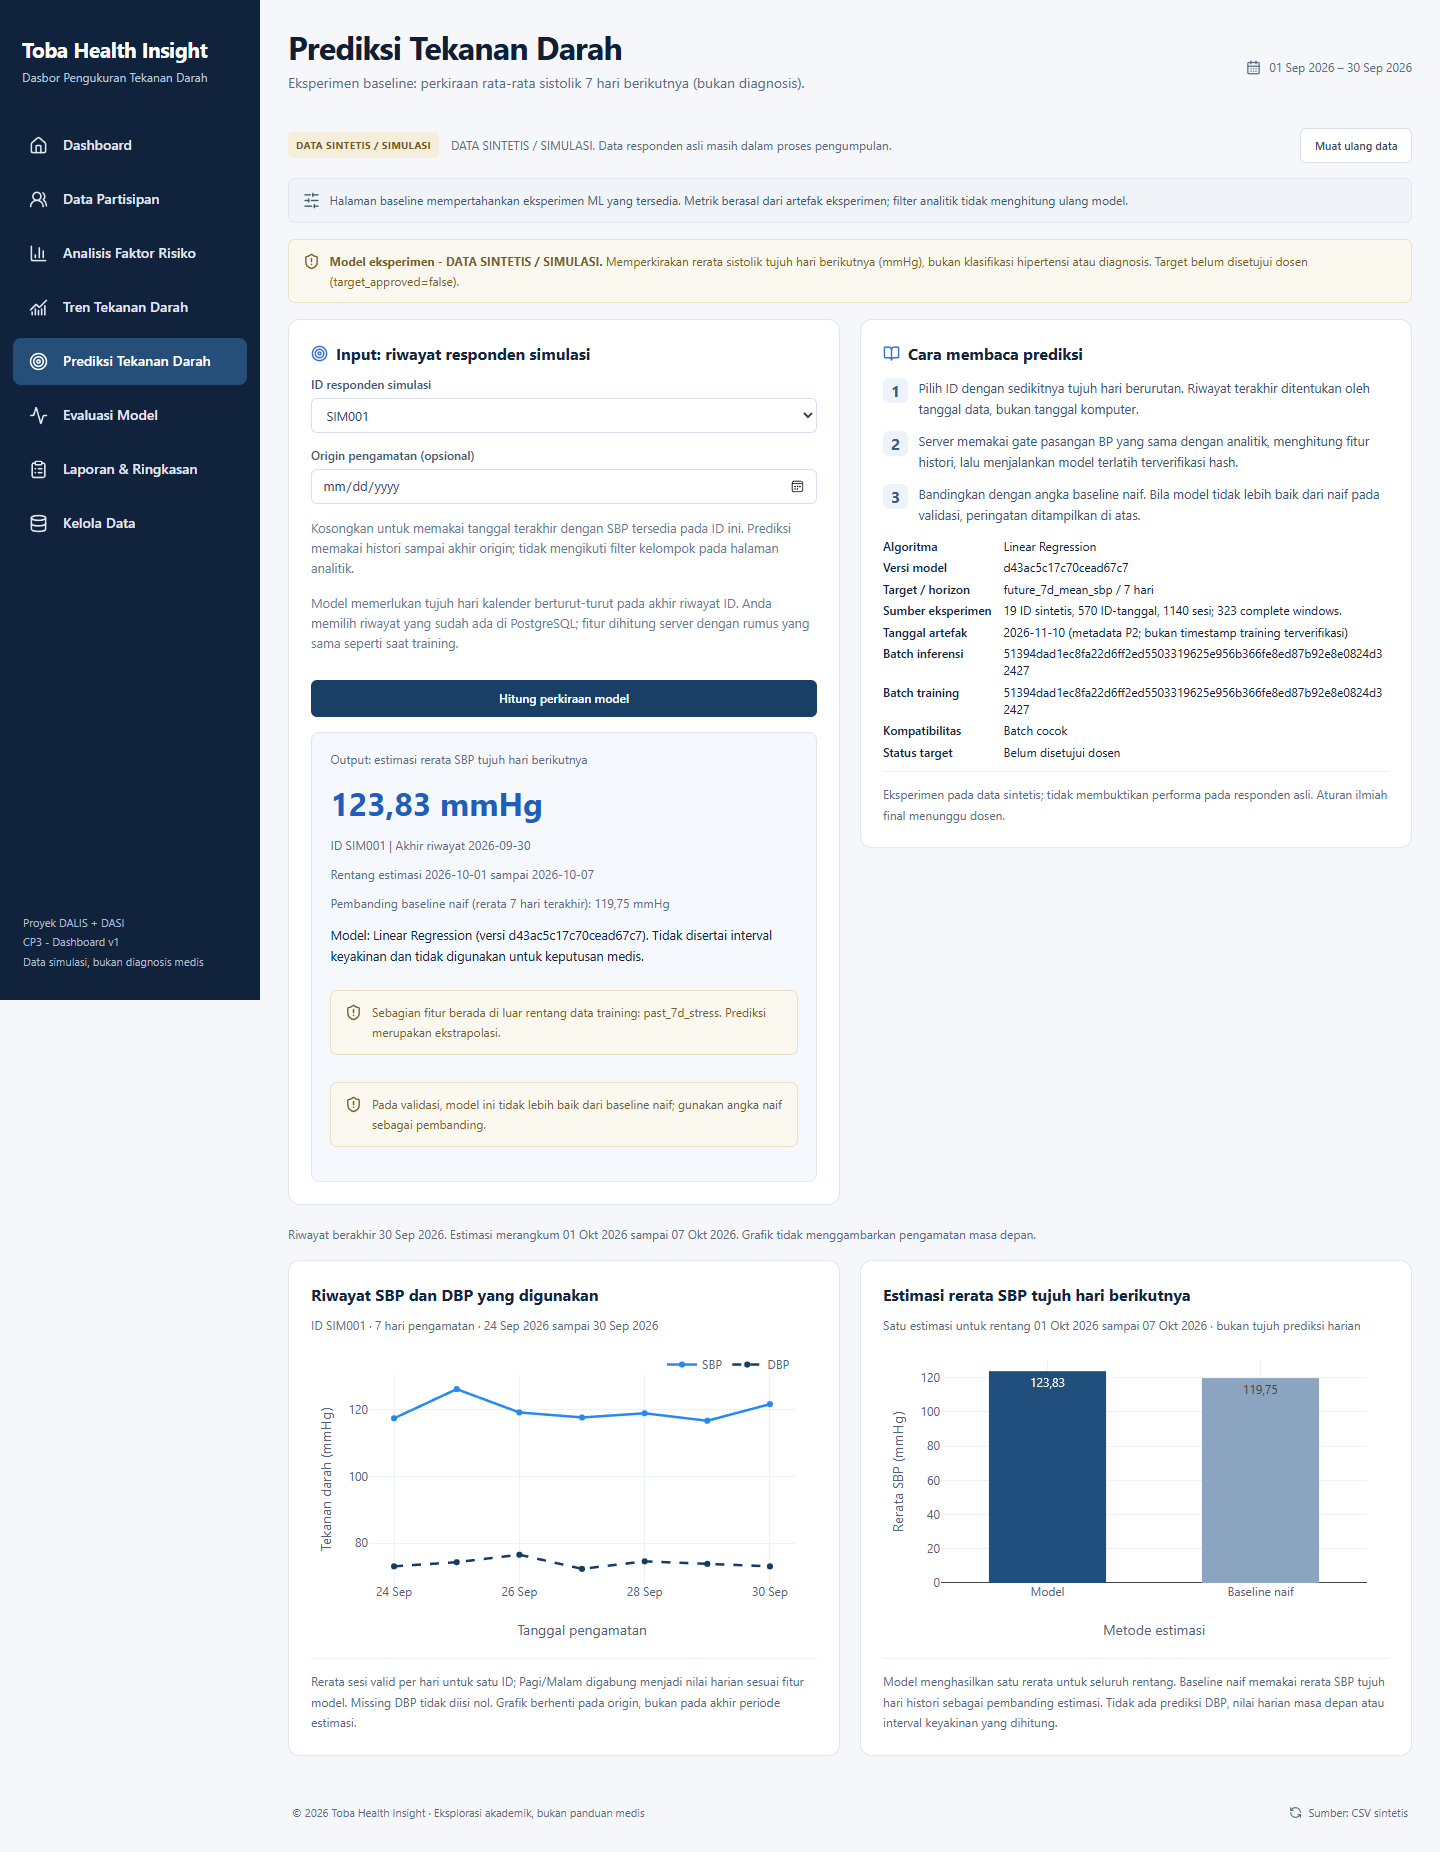 Toba Health Insight
Dasbor Pengukuran Tekanan Darah
Dashboard
Data Partisipan
Analisis Faktor Risiko
Tren Tekanan Darah
Prediksi Tekanan Darah
Evaluasi Model
Laporan & Ringkasan
Kelola Data
Proyek DALIS + DASI
CP3 - Dashboard v1
Data simulasi, bukan diagnosis medis
Prediksi Tekanan Darah
Eksperimen baseline: perkiraan rata-rata sistolik 7 hari berikutnya (bukan diagnosis).
01 Sep 2026 – 30 Sep 2026
DATA SINTETIS / SIMULASI
DATA SINTETIS / SIMULASI. Data responden asli masih dalam proses pengumpulan.
Muat ulang data
Halaman baseline mempertahankan eksperimen ML yang tersedia. Metrik berasal dari artefak eksperimen; filter analitik tidak menghitung ulang model.
Model eksperimen - DATA SINTETIS / SIMULASI. Memperkirakan rerata sistolik tujuh hari berikutnya (mmHg), bukan klasifikasi hipertensi atau diagnosis. Target belum disetujui dosen
(target_approved=false).
Input: riwayat responden simulasi
ID responden simulasi
SIM001
Origin pengamatan (opsional)
mm/dd/yyyy
Kosongkan untuk memakai tanggal terakhir dengan SBP tersedia pada ID ini. Prediksi
memakai histori sampai akhir origin; tidak mengikuti filter kelompok pada halaman
analitik.
Model memerlukan tujuh hari kalender berturut-turut pada akhir riwayat ID. Anda
memilih riwayat yang sudah ada di PostgreSQL; fitur dihitung server dengan rumus yang
sama seperti saat training.
Hitung perkiraan model
Output: estimasi rerata SBP tujuh hari berikutnya
123,83 mmHg
ID SIM001 | Akhir riwayat 2026-09-30
Rentang estimasi 2026-10-01 sampai 2026-10-07
Pembanding baseline naif (rerata 7 hari terakhir): 119,75 mmHg
Model: Linear Regression (versi d43ac5c17c70cead67c7). Tidak disertai interval
keyakinan dan tidak digunakan untuk keputusan medis.
Sebagian fitur berada di luar rentang data training: past_7d_stress. Prediksi
merupakan ekstrapolasi.
Pada validasi, model ini tidak lebih baik dari baseline naif; gunakan angka naif
sebagai pembanding.
Cara membaca prediksi
1 Pilih ID dengan sedikitnya tujuh hari berurutan. Riwayat terakhir ditentukan oleh
tanggal data, bukan tanggal komputer.
2 Server memakai gate pasangan BP yang sama dengan analitik, menghitung fitur
histori, lalu menjalankan model terlatih terverifikasi hash.
3 Bandingkan dengan angka baseline naif. Bila model tidak lebih baik dari naif pada
validasi, peringatan ditampilkan di atas.
Algoritma Linear Regression
Versi model d43ac5c17c70cead67c7
Target / horizon future_7d_mean_sbp / 7 hari
Sumber eksperimen 19 ID sintetis, 570 ID-tanggal, 1140 sesi; 323 complete windows.
Tanggal artefak 2026-11-10 (metadata P2; bukan timestamp training terverifikasi)
Batch inferensi 51394dad1ec8fa22d6ff2ed5503319625e956b366fe8ed87b92e8e0824d3
2427
Batch training 51394dad1ec8fa22d6ff2ed5503319625e956b366fe8ed87b92e8e0824d3
2427
Kompatibilitas Batch cocok
Status target Belum disetujui dosen
Eksperimen pada data sintetis; tidak membuktikan performa pada responden asli. Aturan ilmiah
final menunggu dosen.
Riwayat berakhir 30 Sep 2026. Estimasi merangkum 01 Okt 2026 sampai 07 Okt 2026. Grafik tidak menggambarkan pengamatan masa depan.
Riwayat SBP dan DBP yang digunakan
ID SIM001 · 7 hari pengamatan · 24 Sep 2026 sampai 30 Sep 2026
SBP DBP
Tekanan darah (mmHg)
120
100
80
24 Sep 26 Sep 28 Sep 30 Sep
Tanggal pengamatan
Rerata sesi valid per hari untuk satu ID; Pagi/Malam digabung menjadi nilai harian sesuai fitur
model. Missing DBP tidak diisi nol. Grafik berhenti pada origin, bukan pada akhir periode
estimasi.
Estimasi rerata SBP tujuh hari berikutnya
Satu estimasi untuk rentang 01 Okt 2026 sampai 07 Okt 2026 · bukan tujuh prediksi harian
Rerata SBP (mmHg)
120
100
80
60
40
20
0
123,83
119,75
Model Baseline naif
Metode estimasi
Model menghasilkan satu rerata untuk seluruh rentang. Baseline naif memakai rerata SBP tujuh
hari histori sebagai pembanding estimasi. Tidak ada prediksi DBP, nilai harian masa depan atau
interval keyakinan yang dihitung.
© 2026 Toba Health Insight · Eksplorasi akademik, bukan panduan medis
Sumber: CSV sintetis